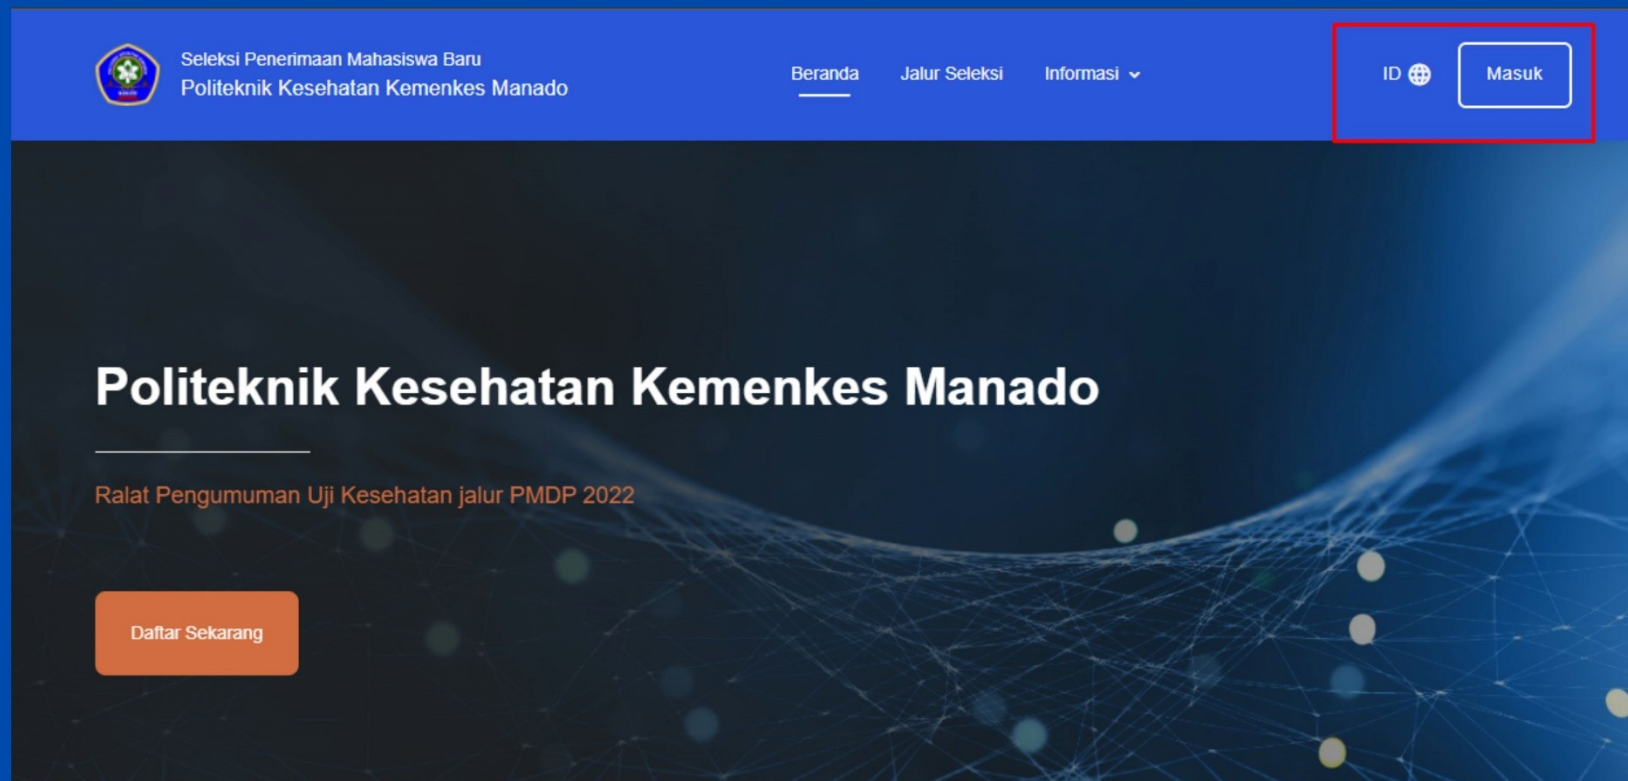 Seleksi Penerimaan Mahasiswa Baru
Politeknik Kesehatan Kemenkes Manado
Beranda
Jalur Seleksi
Informasi
ID
Masuk
Politeknik Kesehatan Kemenkes Manado
Ralat Pengumuman Uji Kesehatan jalur PMDP 2022
Daftar Sekarang